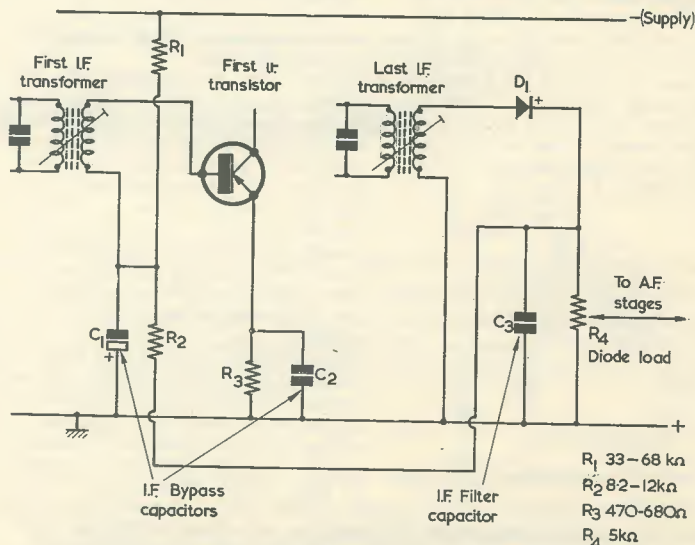 −(Supply)
R1
First I.F.
transformer
First I.F.
transistor
Last I.F.
transformer
D1
+
To A.F.
stages
C1
+
R2
R3
C2
C3
R4
Diode load
+
I.F. Bypass
capacitors
I.F. Filter
capacitor
R1 33–68 kΩ
R2 8·2–12kΩ
R3 470-680Ω
R4 5kΩ